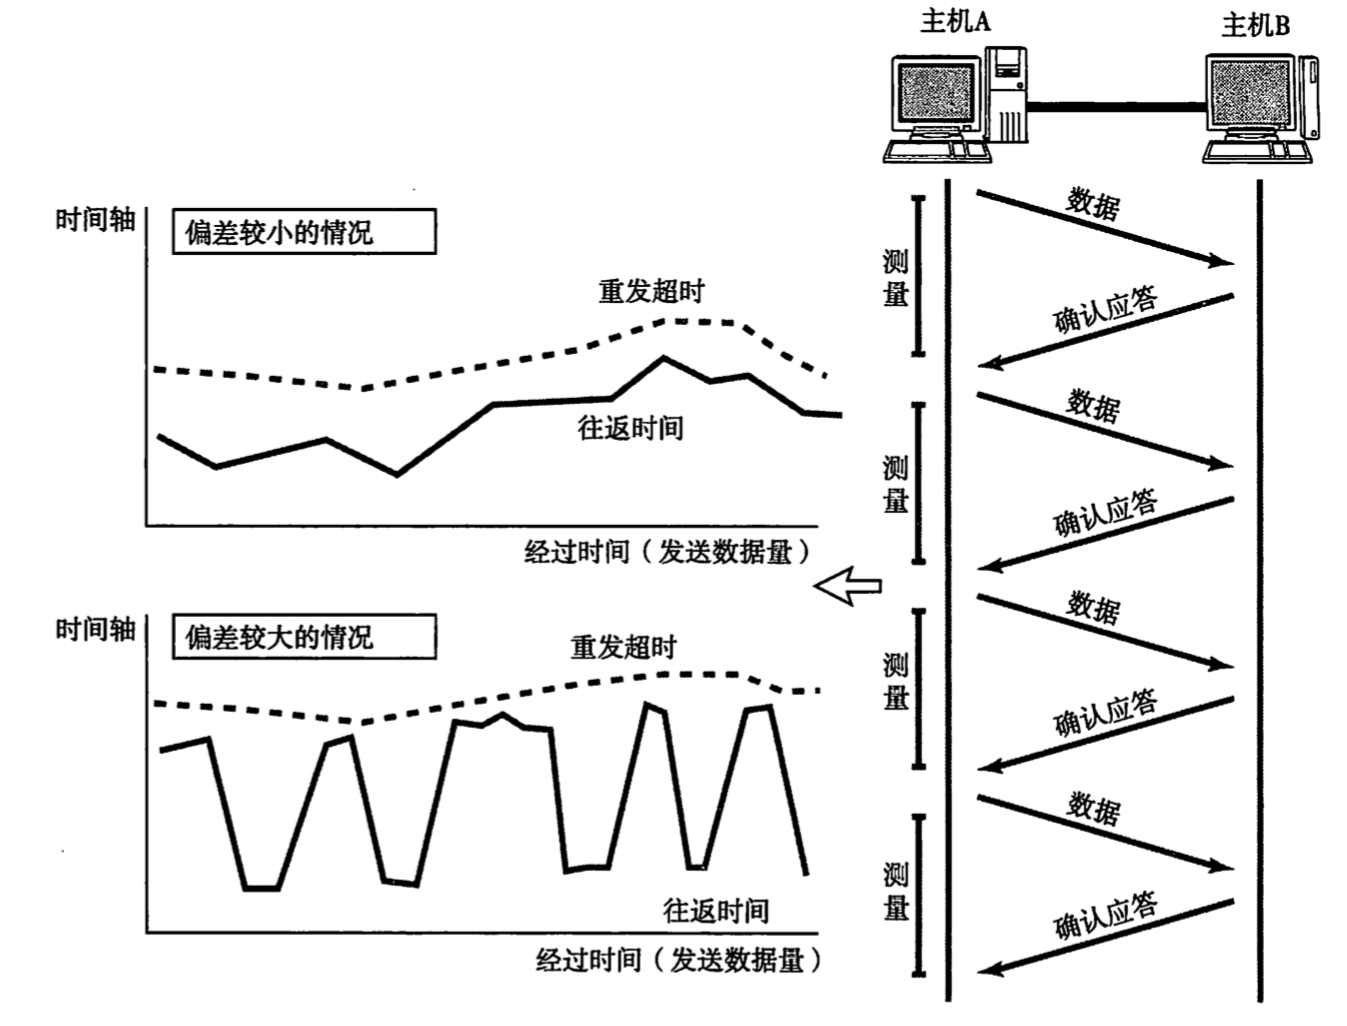 主机A
主机B
时间轴
偏差较小的情况
重发超时
往返时间
经过时间（发送数据量）
时间轴
偏差较大的情况
重发超时
往返时间
经过时间（发送数据量）
测量
数据
确认应答
测量
数据
确认应答
测量
数据
确认应答
测量
数据
确认应答